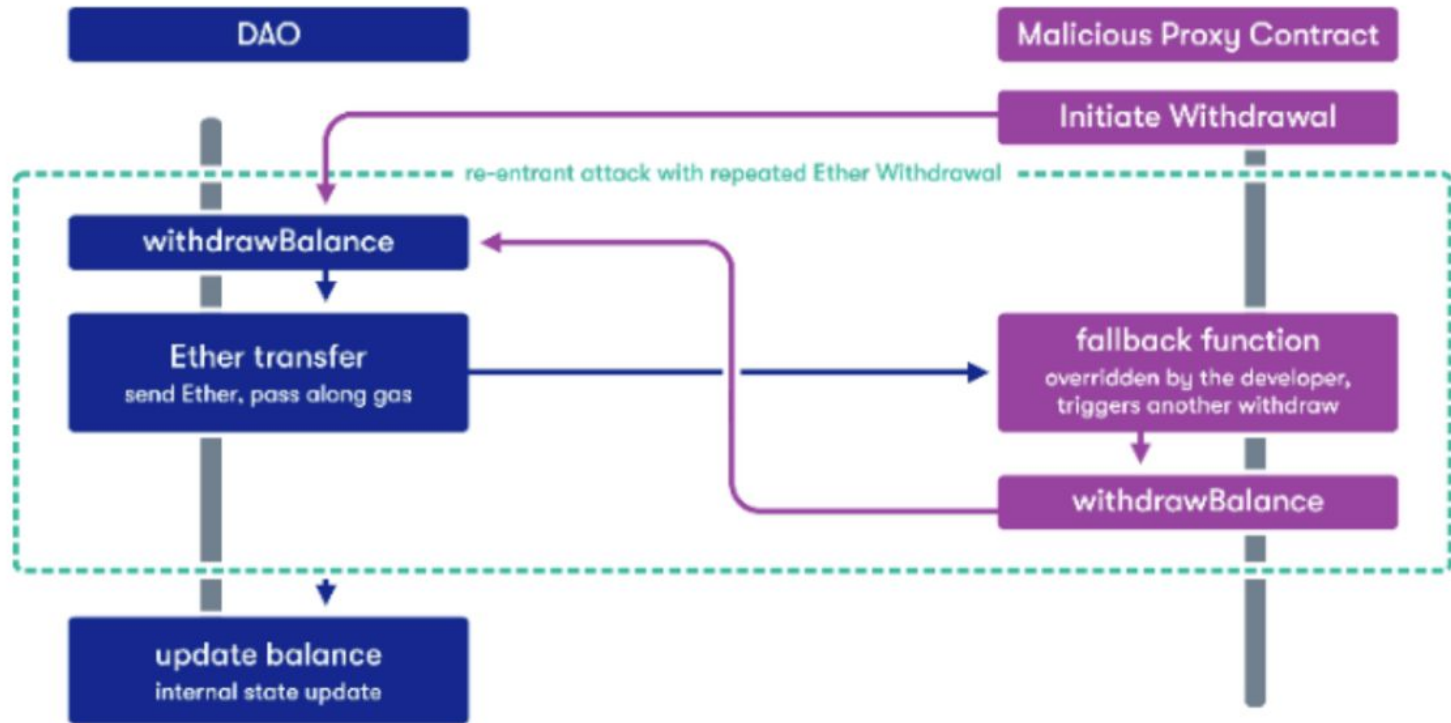 DAO
Malicious Proxy Contract
Initiate Withdrawal
re-entrant attack with repeated Ether Withdrawal
withdrawBalance
Ether transfer
send Ether, pass along gas
fallback function
overridden by the developer,
triggers another withdraw
withdrawBalance
update balance
internal state update